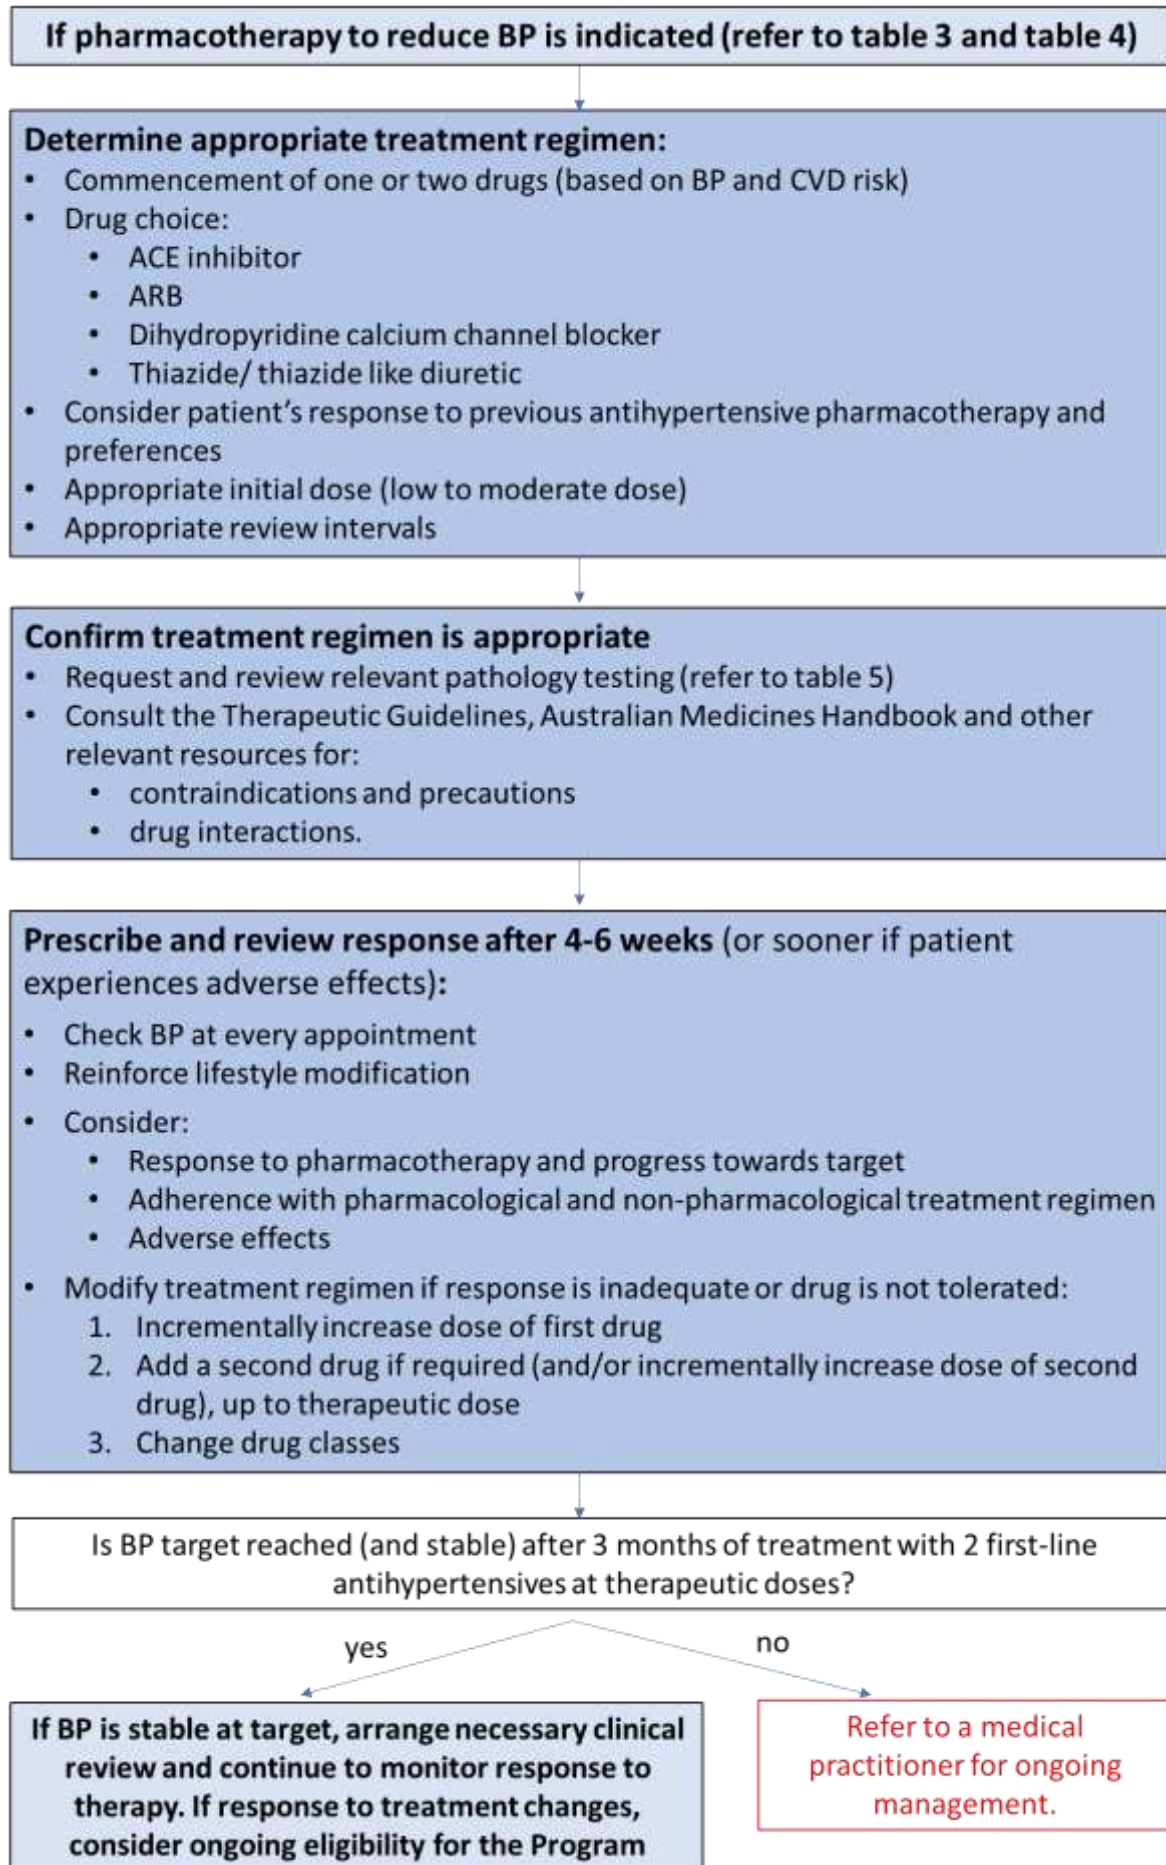 If pharmacotherapy to reduce BP is indicated (refer to table 3 and table 4)
Determine appropriate treatment regimen:
• Commencement of one or two drugs (based on BP and CVD risk)
• Drug choice:
• ACE inhibitor
• ARB
• Dihydropyridine calcium channel blocker
• Thiazide/ thiazide like diuretic
• Consider patient's response to previous antihypertensive pharmacotherapy and
preferences
• Appropriate initial dose (low to moderate dose)
• Appropriate review intervals
Confirm treatment regimen is appropriate
• Request and review relevant pathology testing (refer to table 5)
• Consult the Therapeutic Guidelines, Australian Medicines Handbook and other
relevant resources for:
• contraindications and precautions
• drug interactions.
Prescribe and review response after 4-6 weeks (or sooner if patient
experiences adverse effects):
• Check BP at every appointment
• Reinforce lifestyle modification
• Consider:
• Response to pharmacotherapy and progress towards target
• Adherence with pharmacological and non-pharmacological treatment regimen
• Adverse effects
• Modify treatment regimen if response is inadequate or drug is not tolerated:
1. Incrementally increase dose of first drug
2. Add a second drug if required (and/or incrementally increase dose of second
drug), up to therapeutic dose
3. Change drug classes
Is BP target reached (and stable) after 3 months of treatment with 2 first-line
antihypertensives at therapeutic doses?
yes
no
If BP is stable at target, arrange necessary clinical
review and continue to monitor response to
therapy. If response to treatment changes,
consider ongoing eligibility for the Program
Refer to a medical
practitioner for ongoing
management.